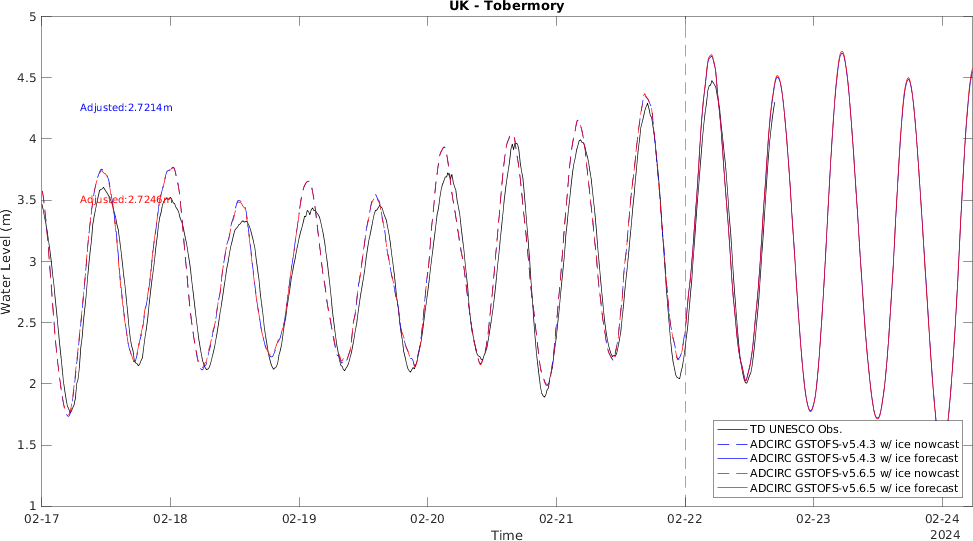 UK - Tobermory
5
4.5
4
3.5
3
2.5
2
1.5
1
Water Level (m)
Adjusted:2.7214m
Adjusted:2.7246m
TD UNESCO Obs.
ADCIRC GSTOFS-v5.4.3 w/ ice nowcast
ADCIRC GSTOFS-v5.4.3 w/ ice forecast
ADCIRC GSTOFS-v5.6.5 w/ ice nowcast
ADCIRC GSTOFS-v5.6.5 w/ ice forecast
02-17 02-18 02-19 02-20 02-21 02-22 02-23 02-24
Time
2024